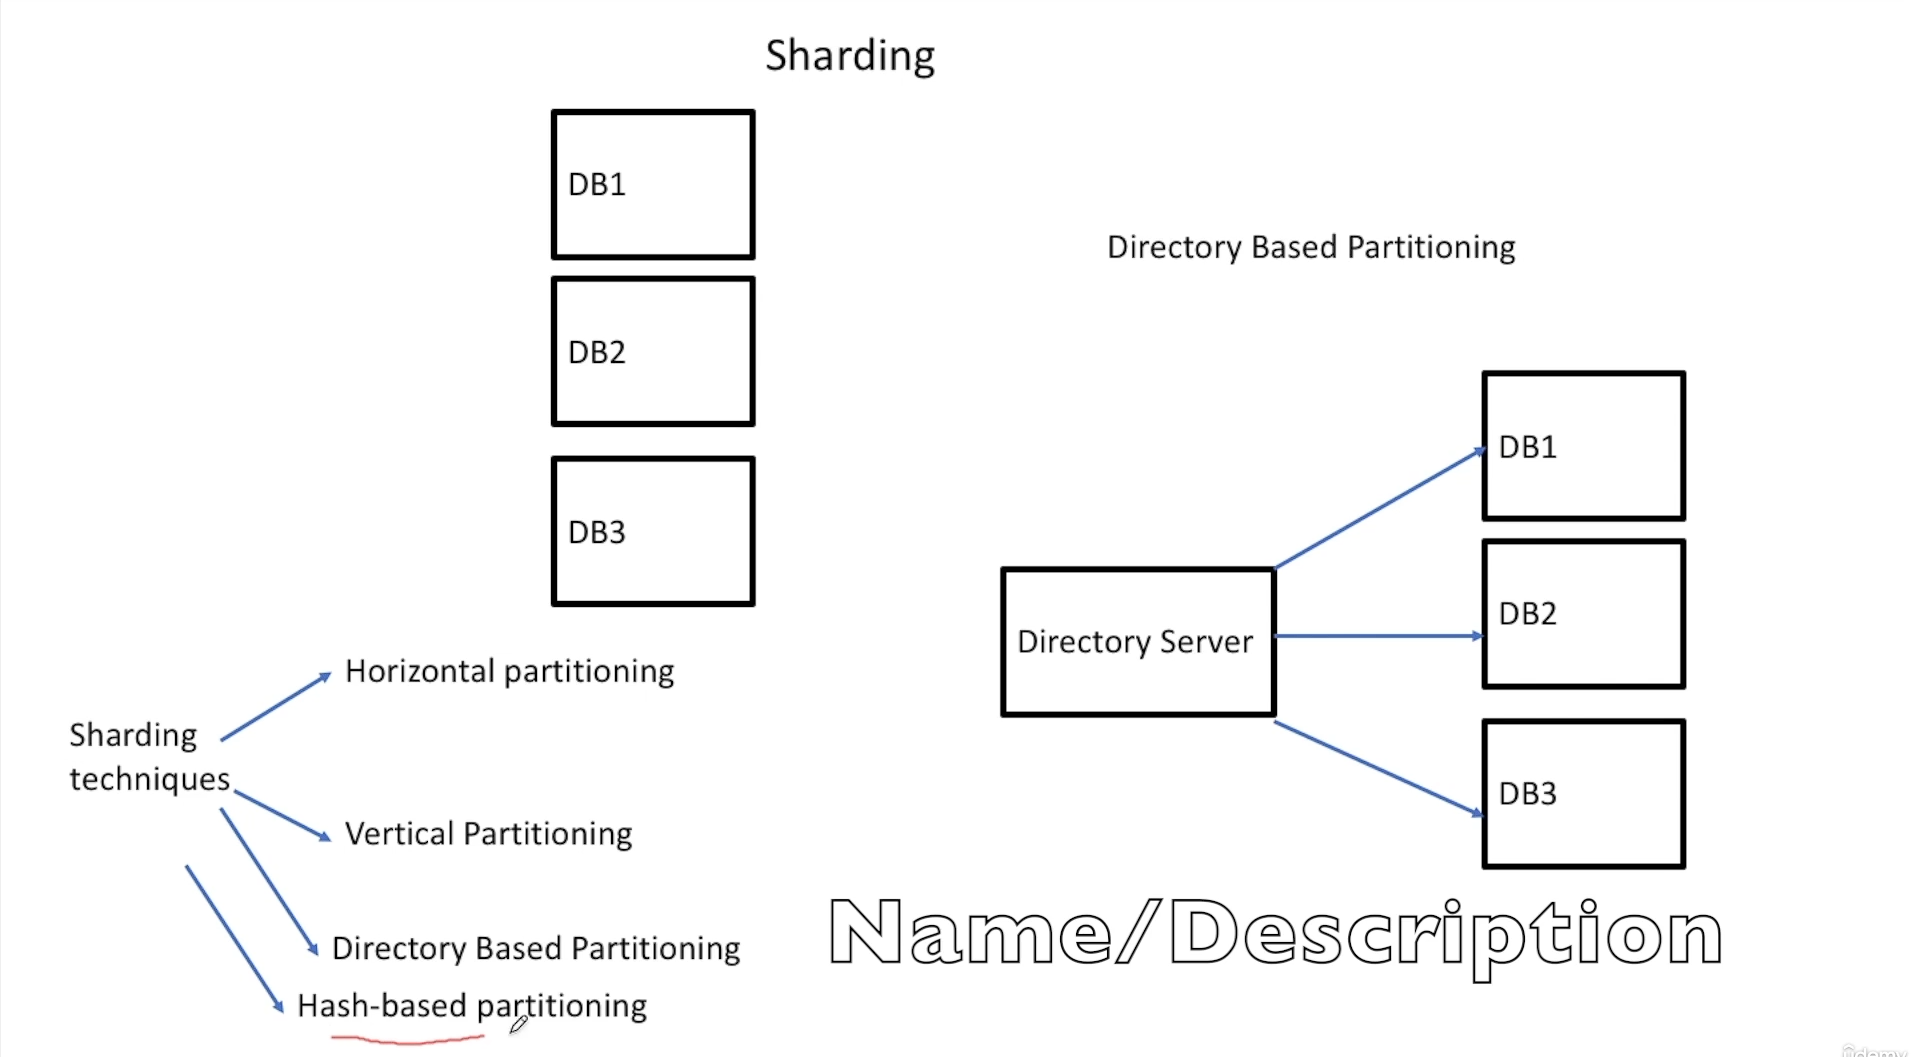 Sharding
DB1
DB2
DB3
Horizontal partitioning
Sharding
techniques
Vertical Partitioning
Directory Based Partitioning
Hash-based partitioning
Directory Based Partitioning
Directory Server
DB1
DB2
DB3
Name/Description